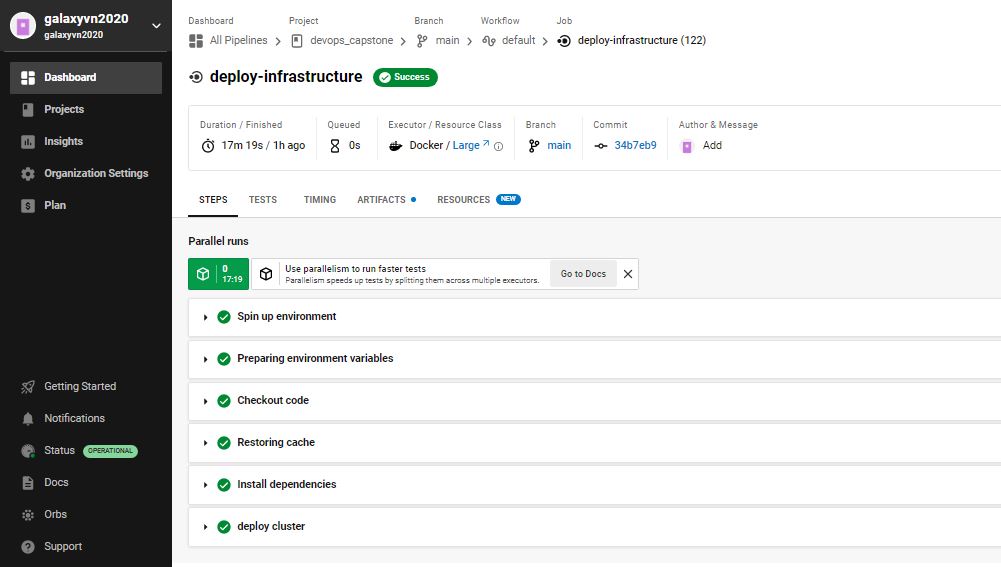 galaxyvn2020
galaxyvn2020
Dashboard
Projects
Insights
Organization Settings
Plan
Getting Started
Notifications
Status OPERATIONAL
Docs
Orbs
Support
Dashboard Project Branch Workflow Job
All Pipelines devops_capstone main default deploy-infrastructure (122)
deploy-infrastructure Success
Duration / Finished Queued Executor / Resource Class Branch Commit Author & Message
17m 19s / 1h ago 0s Docker / Large main 34b7eb9 Add
STEPS TESTS TIMING ARTIFACTS RESOURCES NEW
Parallel runs
0
17:19
Use parallelism to run faster tests
Parallelism speeds up tests by splitting them across multiple executors.
Go to Docs
Spin up environment
Preparing environment variables
Checkout code
Restoring cache
Install dependencies
deploy cluster